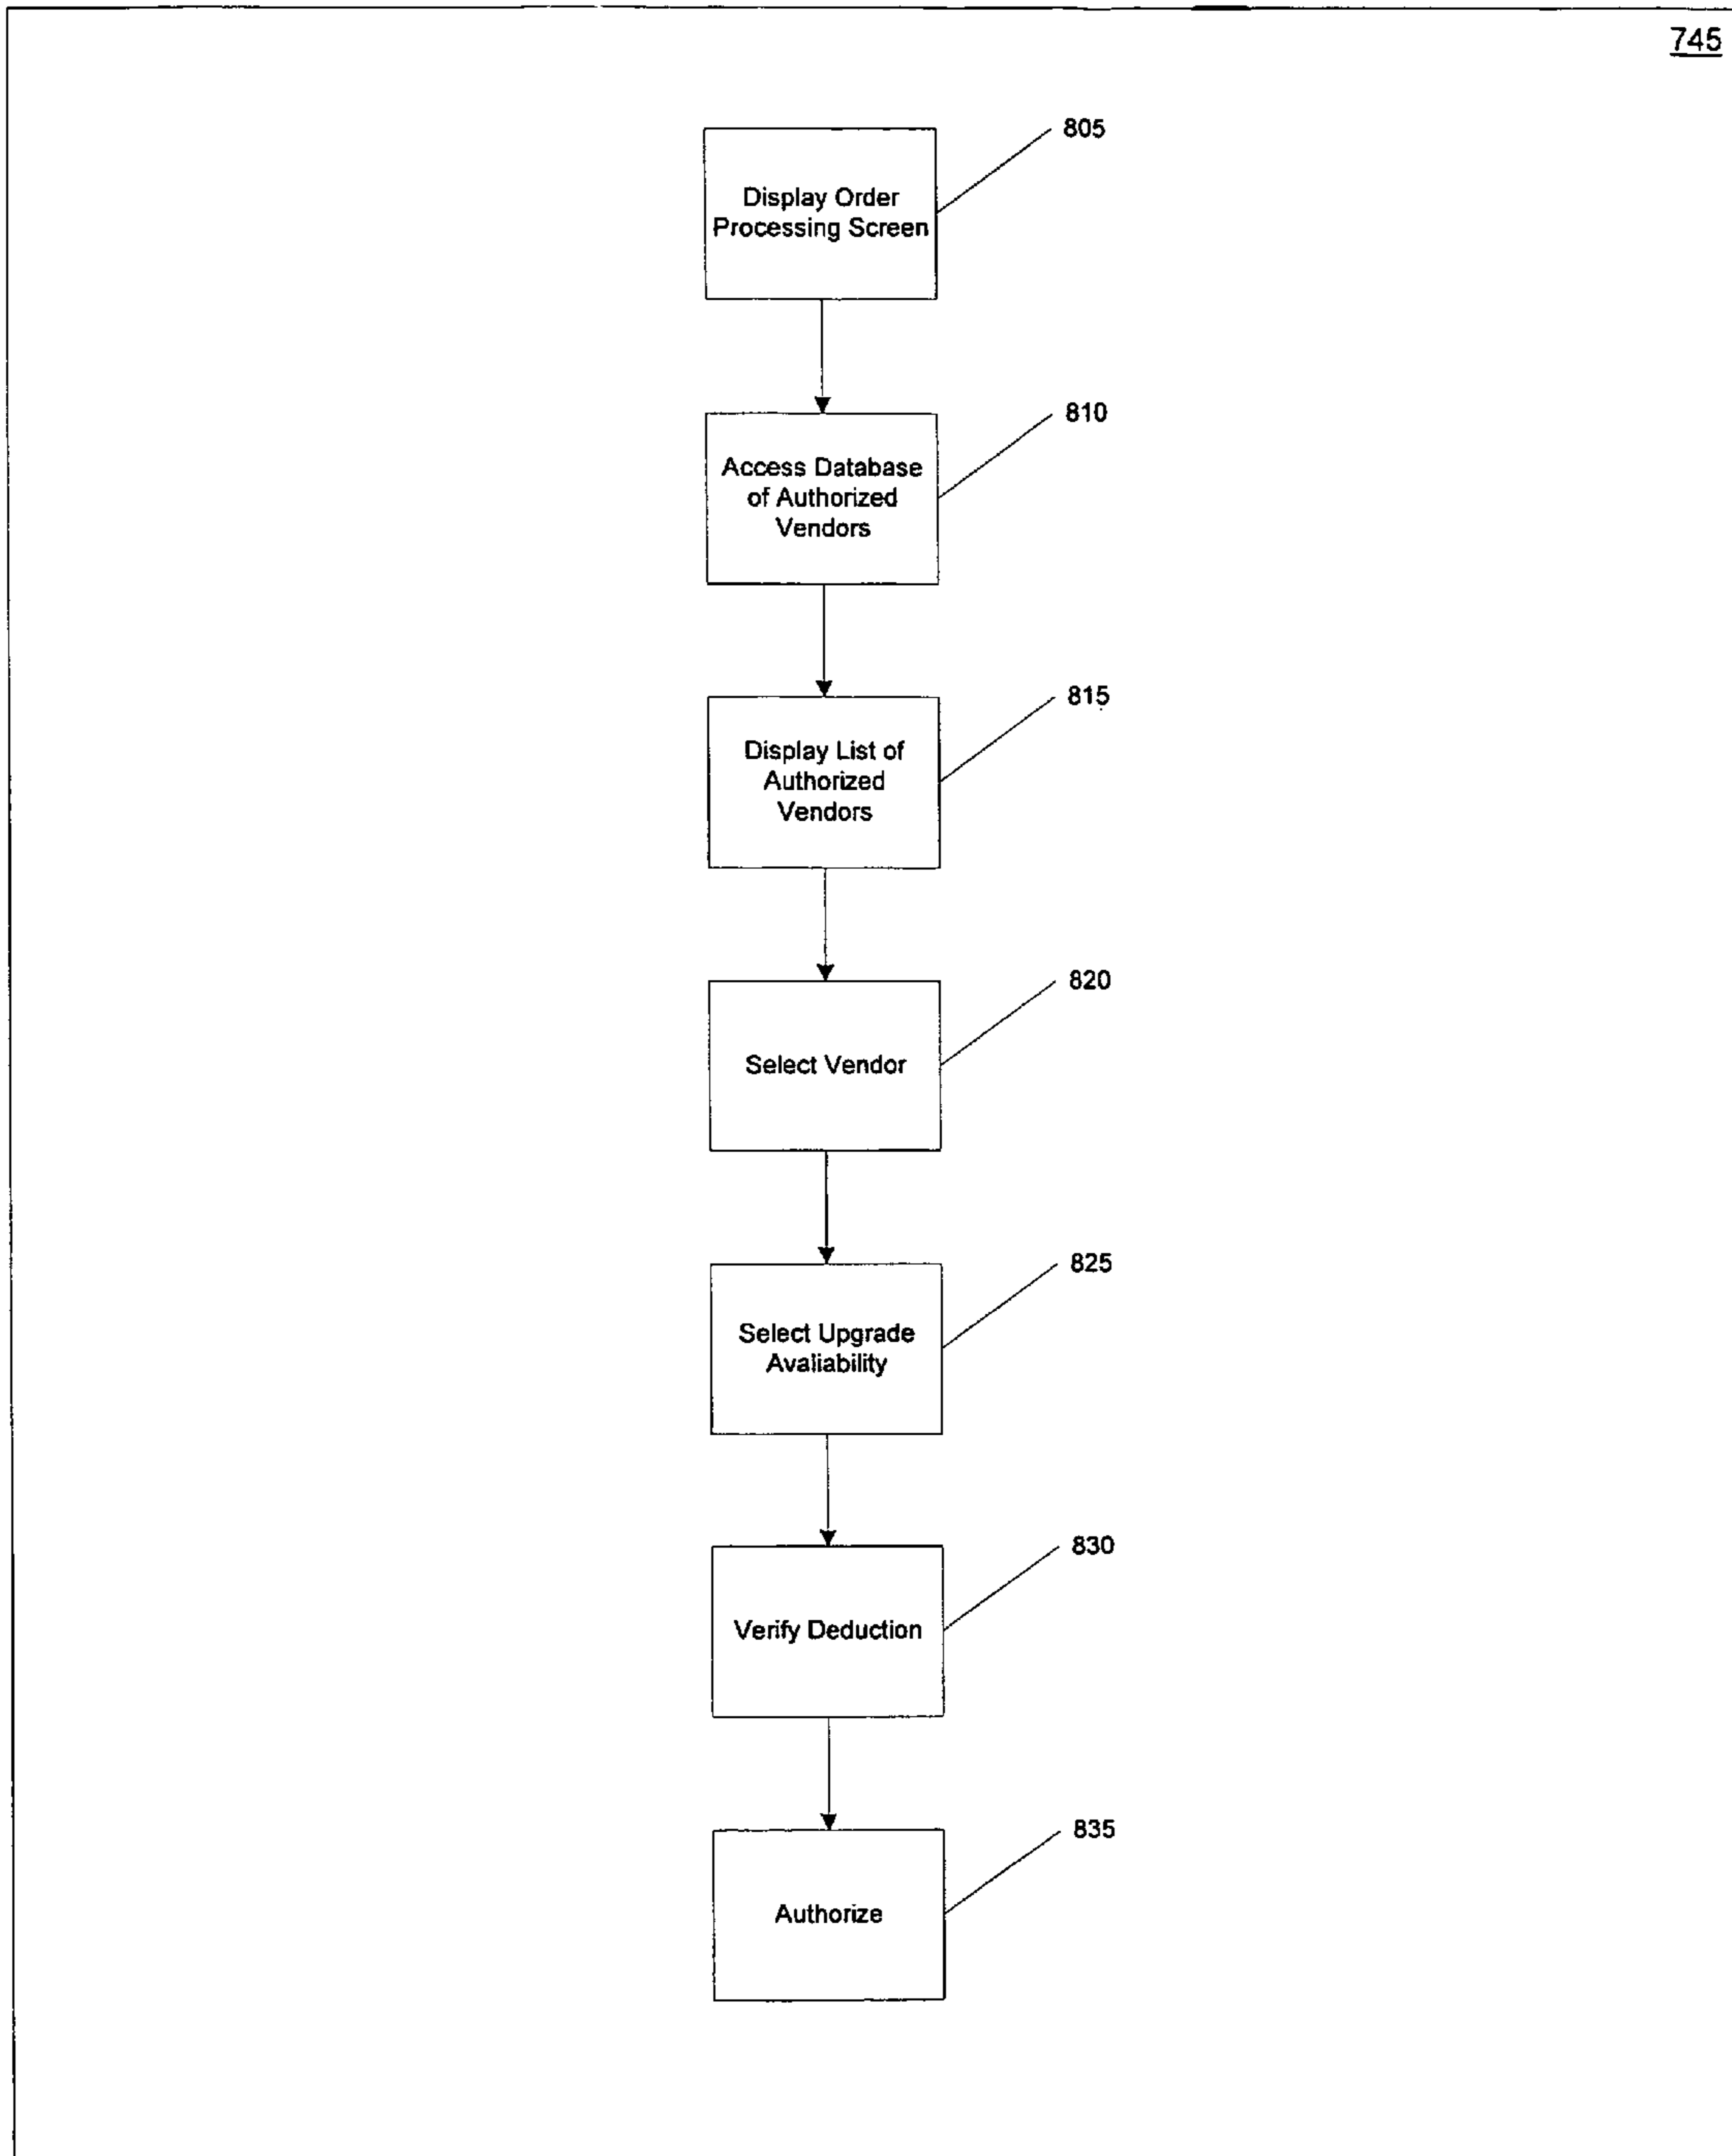 745
805
Display Order
Processing Screen
810
Access Database
of Authorized
Vendors
815
Display List of
Authorized
Vendors
820
Select Vendor
825
Select Upgrade
Avaliability
830
Verify Deduction
835
Authorize